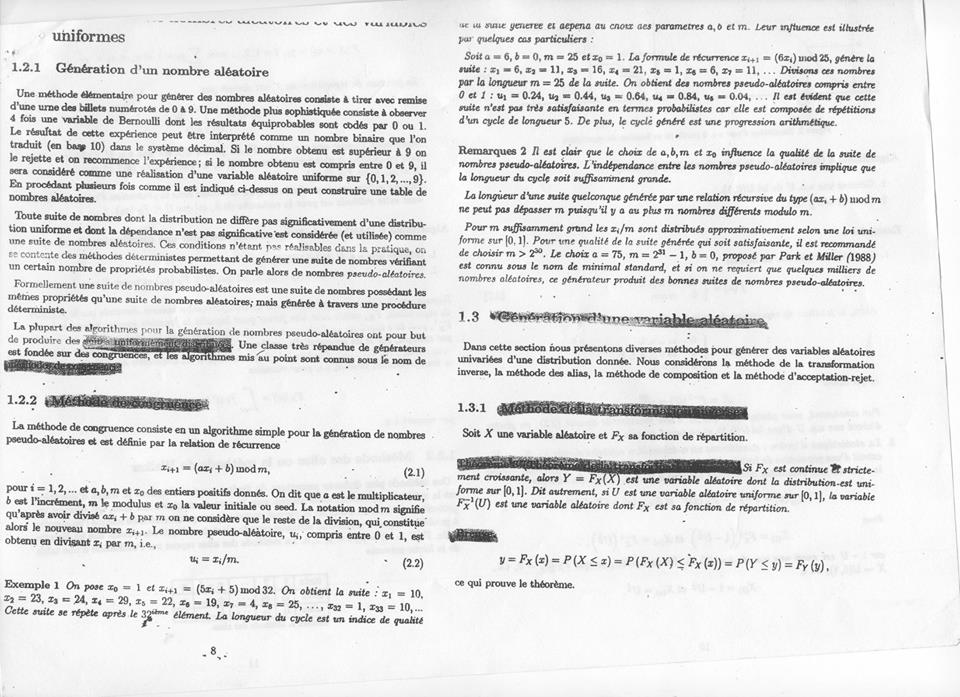 nombres aléatoires et des variables
uniformes
1.2.1 Génération d'un nombre aléatoire
Une méthode élémentaire pour générer des nombres aléatoires consiste à tirer avec remise
d'une urne des billets numérotés de 0 à 9. Une méthode plus sophistiquée consiste à observer
4 fois une variable de Bernoulli dont les résultats équiprobables sont codés par 0 ou 1.
Le résultat de cette expérience peut être interprété comme un nombre binaire que l'on
traduit (en base 10) dans le système décimal. Si le nombre obtenu est supérieur à 9 on
le rejette et on recommence l'expérience; si le nombre obtenu est compris entre 0 et 9, il
sera considéré comme une réalisation d'une variable aléatoire uniforme sur {0,1,2,...,9}.
En procédant plusieurs fois comme il est indiqué ci-dessus on peut construire une table de
nombres aléatoires.
Toute suite de nombres dont la distribution ne diffère pas significativement d'une distribu-
tion uniforme et dont la dépendance n'est pas significative est considérée (et utilisée) comme
une suite de nombres aléatoires. Ces conditions n'étant pas réalisables dans la pratique, on
se contente des méthodes déterministes permettant de générer une suite de nombres vérifiant
un certain nombre de propriétés probabilistes. On parle alors de nombres pseudo-aléatoires.
Formellement une suite de nombres pseudo-aléatoires est une suite de nombres possédant les
mêmes propriétés qu'une suite de nombres aléatoires, mais générée à travers une procédure
déterministe.
La plupart des algorithmes pour la génération de nombres pseudo-aléatoires ont pour but
de produire des suites uniformément distribuées. Une classe très répandue de générateurs
est fondée sur des congruences, et les algorithmes mis au point sont connus sous le nom de
méthodes de congruence.
1.2.2 Méthode de congruence
La méthode de congruence consiste en un algorithme simple pour la génération de nombres
pseudo-aléatoires et est définie par la relation de récurrence
x_{i+1} = (ax_i + b) mod m, (2.1)
pour i = 1, 2, ... et a, b, m et x_0 des entiers positifs donnés. On dit que a est le multiplicateur,
b est l'incrément, m le modulus et x_0 la valeur initiale ou seed. La notation mod m signifie
qu'après avoir divisé ax_i + b par m on ne considère que le reste de la division, qui constitue
alors le nouveau nombre x_{i+1}. Le nombre pseudo-aléatoire, u_i, compris entre 0 et 1, est
obtenu en divisant x_i par m, i.e.,
u_i = x_i/m. (2.2)
Exemple 1 On pose x_0 = 1 et x_{i+1} = (5x_i + 5) mod 32. On obtient la suite : x_1 = 10,
x_2 = 23, x_3 = 24, x_4 = 29, x_5 = 22, x_6 = 19, x_7 = 4, x_8 = 25, ..., x_32 = 1, x_33 = 10,...
Cette suite se répète après le 32ième élément. La longueur du cycle est un indice de qualité
8
de la suite générée et dépend du choix des paramètres a, b et m. Leur influence est illustrée
par quelques cas particuliers :
Soit a = 6, b = 0, m = 25 et x_0 = 1. La formule de récurrence x_{i+1} = (6x_i) mod 25, génère la
suite : x_1 = 6, x_2 = 11, x_3 = 16, x_4 = 21, x_5 = 1, x_6 = 6, x_7 = 11, ... Divisons ces nombres
par la longueur m = 25 de la suite. On obtient des nombres pseudo-aléatoires compris entre
0 et 1 : u_1 = 0.24, u_2 = 0.44, u_3 = 0.64, u_4 = 0.84, u_5 = 0.04, ... Il est évident que cette
suite n'est pas très satisfaisante en termes probabilistes car elle est composée de répétitions
d'un cycle de longueur 5. De plus, le cycle généré est une progression arithmétique.
Remarques 2 Il est clair que le choix de a, b, m et x_0 influence la qualité de la suite de
nombres pseudo-aléatoires. L'indépendance entre les nombres pseudo-aléatoires implique que
la longueur du cycle soit suffisamment grande.
La longueur d'une suite quelconque générée par une relation récursive du type (ax_i + b) mod m
ne peut pas dépasser m puisqu'il y a au plus m nombres différents modulo m.
Pour m suffisamment grand les x_i/m sont distribués approximativement selon une loi uni-
forme sur [0,1]. Pour une qualité de la suite générée qui soit satisfaisante, il est recommandé
de choisir m > 2^30. Le choix a = 75, m = 2^31 − 1, b = 0, proposé par Park et Miller (1988)
est connu sous le nom de minimal standard, et si on ne requiert que quelques milliers de
nombres aléatoires, ce générateur produit des bonnes suites de nombres pseudo-aléatoires.
1.3 Génération d'une variable aléatoire
Dans cette section nous présentons diverses méthodes pour générer des variables aléatoires
univariées d'une distribution donnée. Nous considérons la méthode de la transformation
inverse, la méthode des alias, la méthode de composition et la méthode d'acceptation-rejet.
1.3.1 Méthode de la transformation inverse
Soit X une variable aléatoire et F_X sa fonction de répartition.
Si F_X est continue et stricte-
ment croissante, alors Y = F_X(X) est une variable aléatoire dont la distribution est uni-
forme sur [0,1]. Dit autrement, si U est une variable aléatoire uniforme sur [0,1], la variable
F_X^{-1}(U) est une variable aléatoire dont F_X est sa fonction de répartition.
y = F_X(x) = P(X ≤ x) = P(F_X(X) ≤ F_X(x)) = P(Y ≤ y) = F_Y(y),
ce qui prouve le théorème.